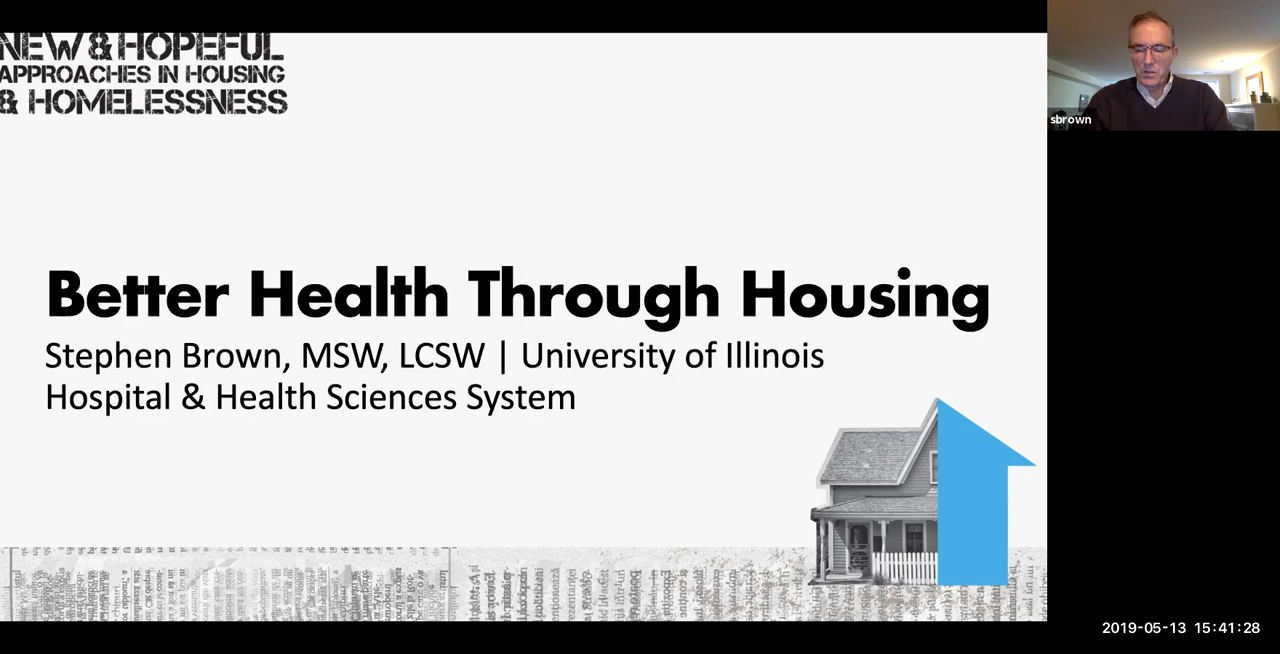 NEW & HOPEFUL
APPROACHES IN HOUSING
& HOMELESSNESS
sbrown
Better Health Through Housing
Stephen Brown, MSW, LCSW | University of Illinois
Hospital & Health Sciences System
2019-05-13 15:41:28